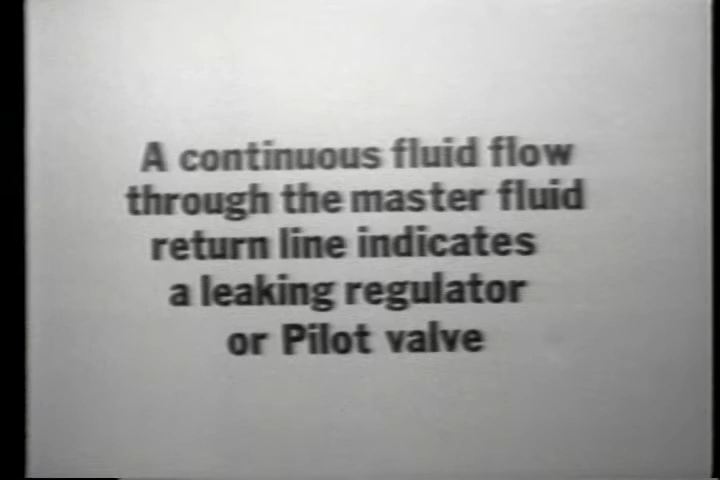 A continuous fluid flow
through the master fluid
return line indicates
a leaking regulator
or Pilot valve